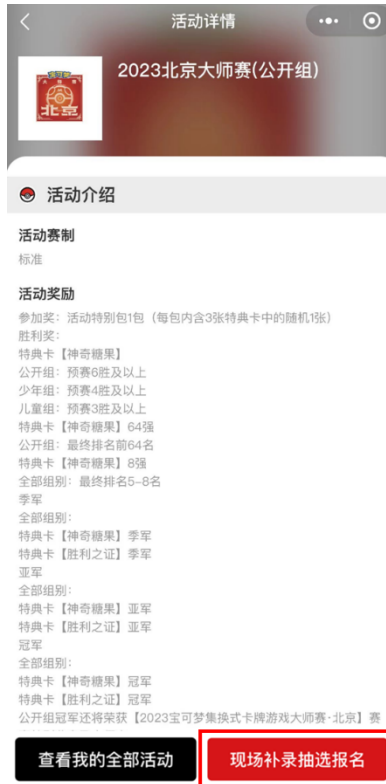 活动详情
2023北京大师赛(公开组)
北京
活动介绍
活动赛制
标准
活动奖励
参加奖：活动特别包1包（每包内含3张特典卡中的随机1张）
胜利奖：
特典卡【神奇糖果】
公开组：预赛6胜及以上
少年组：预赛4胜及以上
儿童组：预赛3胜及以上
特典卡【神奇糖果】64强
公开组：最终排名前64名
特典卡【神奇糖果】8强
全部组别：最终排名5-8名
季军
全部组别：
特典卡【神奇糖果】季军
特典卡【胜利之证】季军
亚军
全部组别：
特典卡【神奇糖果】亚军
特典卡【胜利之证】亚军
冠军
全部组别：
特典卡【神奇糖果】冠军
特典卡【胜利之证】冠军
公开组冠军还将荣获【2023宝可梦集换式卡牌游戏大师赛·北京】赛
查看我的全部活动
现场补录抽选报名